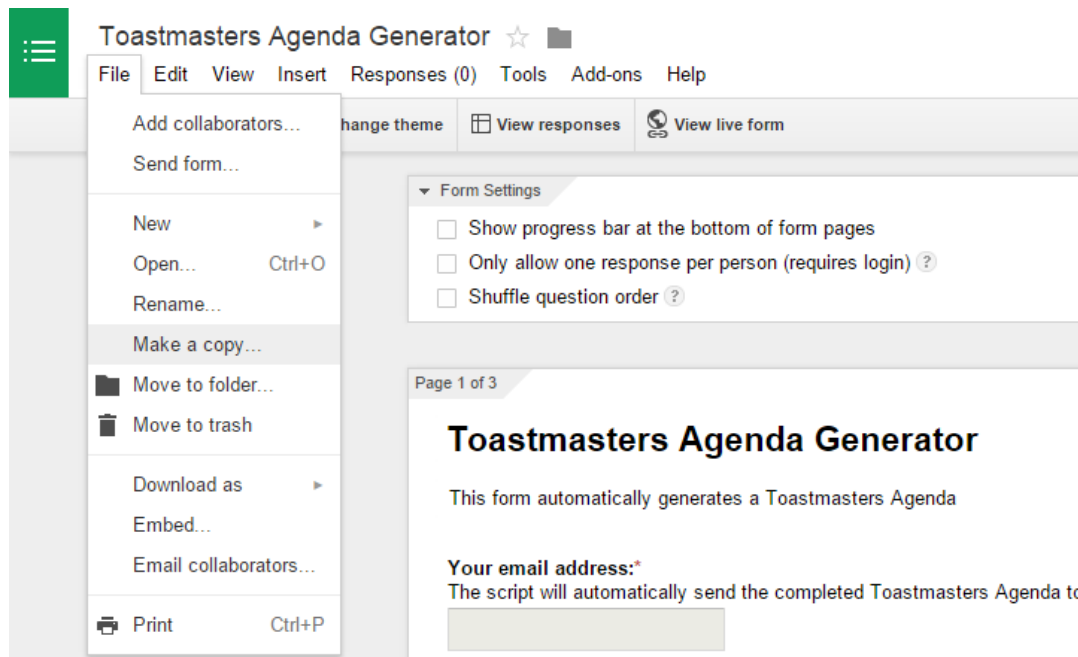 Toastmasters Agenda Generator
File Edit View Insert Responses (0) Tools Add-ons Help
hange theme View responses View live form
Add collaborators...
Send form...
New
Open... Ctrl+O
Rename...
Make a copy...
Move to folder...
Move to trash
Download as
Embed...
Email collaborators...
Print Ctrl+P
Form Settings
Show progress bar at the bottom of form pages
Only allow one response per person (requires login) ?
Shuffle question order ?
Page 1 of 3
Toastmasters Agenda Generator
This form automatically generates a Toastmasters Agenda
Your email address:*
The script will automatically send the completed Toastmasters Agenda to